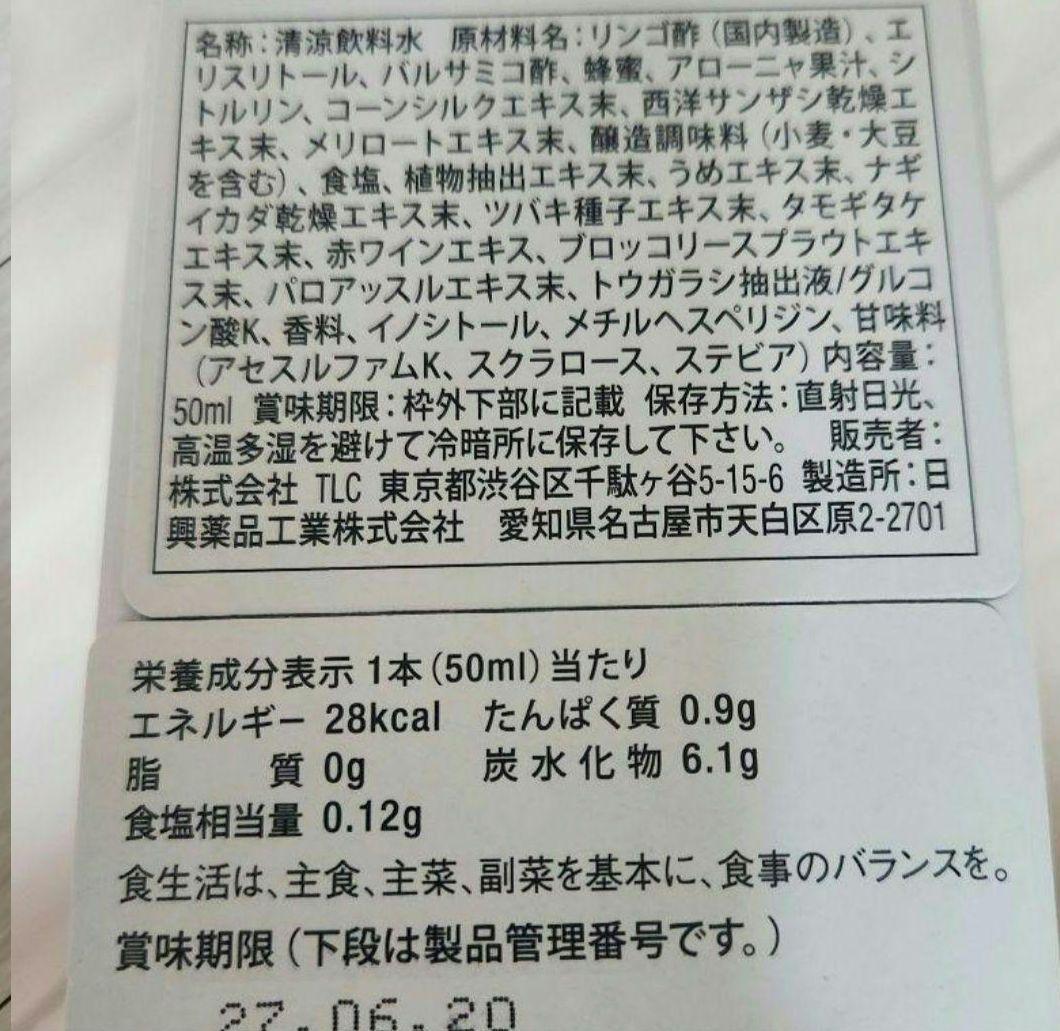 名称：清涼飲料水　原材料名：リンゴ酢（国内製造）、エ
リスリトール、バルサミコ酢、蜂蜜、アローニャ果汁、シ
トルリン、コーンシルクエキス末、西洋サンザシ乾燥エ
キス末、メリロートエキス末、醸造調味料（小麦・大豆
を含む）、食塩、植物抽出エキス末、うめエキス末、ナギ
イカダ乾燥エキス末、ツバキ種子エキス末、タモギタケ
エキス末、赤ワインエキス、ブロッコリースプラウトエキ
ス末、パロアッスルエキス末、トウガラシ抽出液/グルコ
ン酸K、香料、イノシトール、メチルヘスペリジン、甘味料
（アセスルファムK、スクラロース、ステビア）内容量：
50ml 賞味期限：枠外下部に記載 保存方法：直射日光、
高温多湿を避けて冷暗所に保存して下さい。　販売者：
株式会社 TLC 東京都渋谷区千駄ヶ谷5-15-6 製造所：日
興薬品工業株式会社　愛知県名古屋市天白区原2-2701
栄養成分表示 1本（50ml）当たり
エネルギー 28kcal　たんぱく質 0.9g
脂　　質 0g　　炭水化物 6.1g
食塩相当量 0.12g
食生活は、主食、主菜、副菜を基本に、食事のバランスを。
賞味期限（下段は製品管理番号です。）
27.06.20